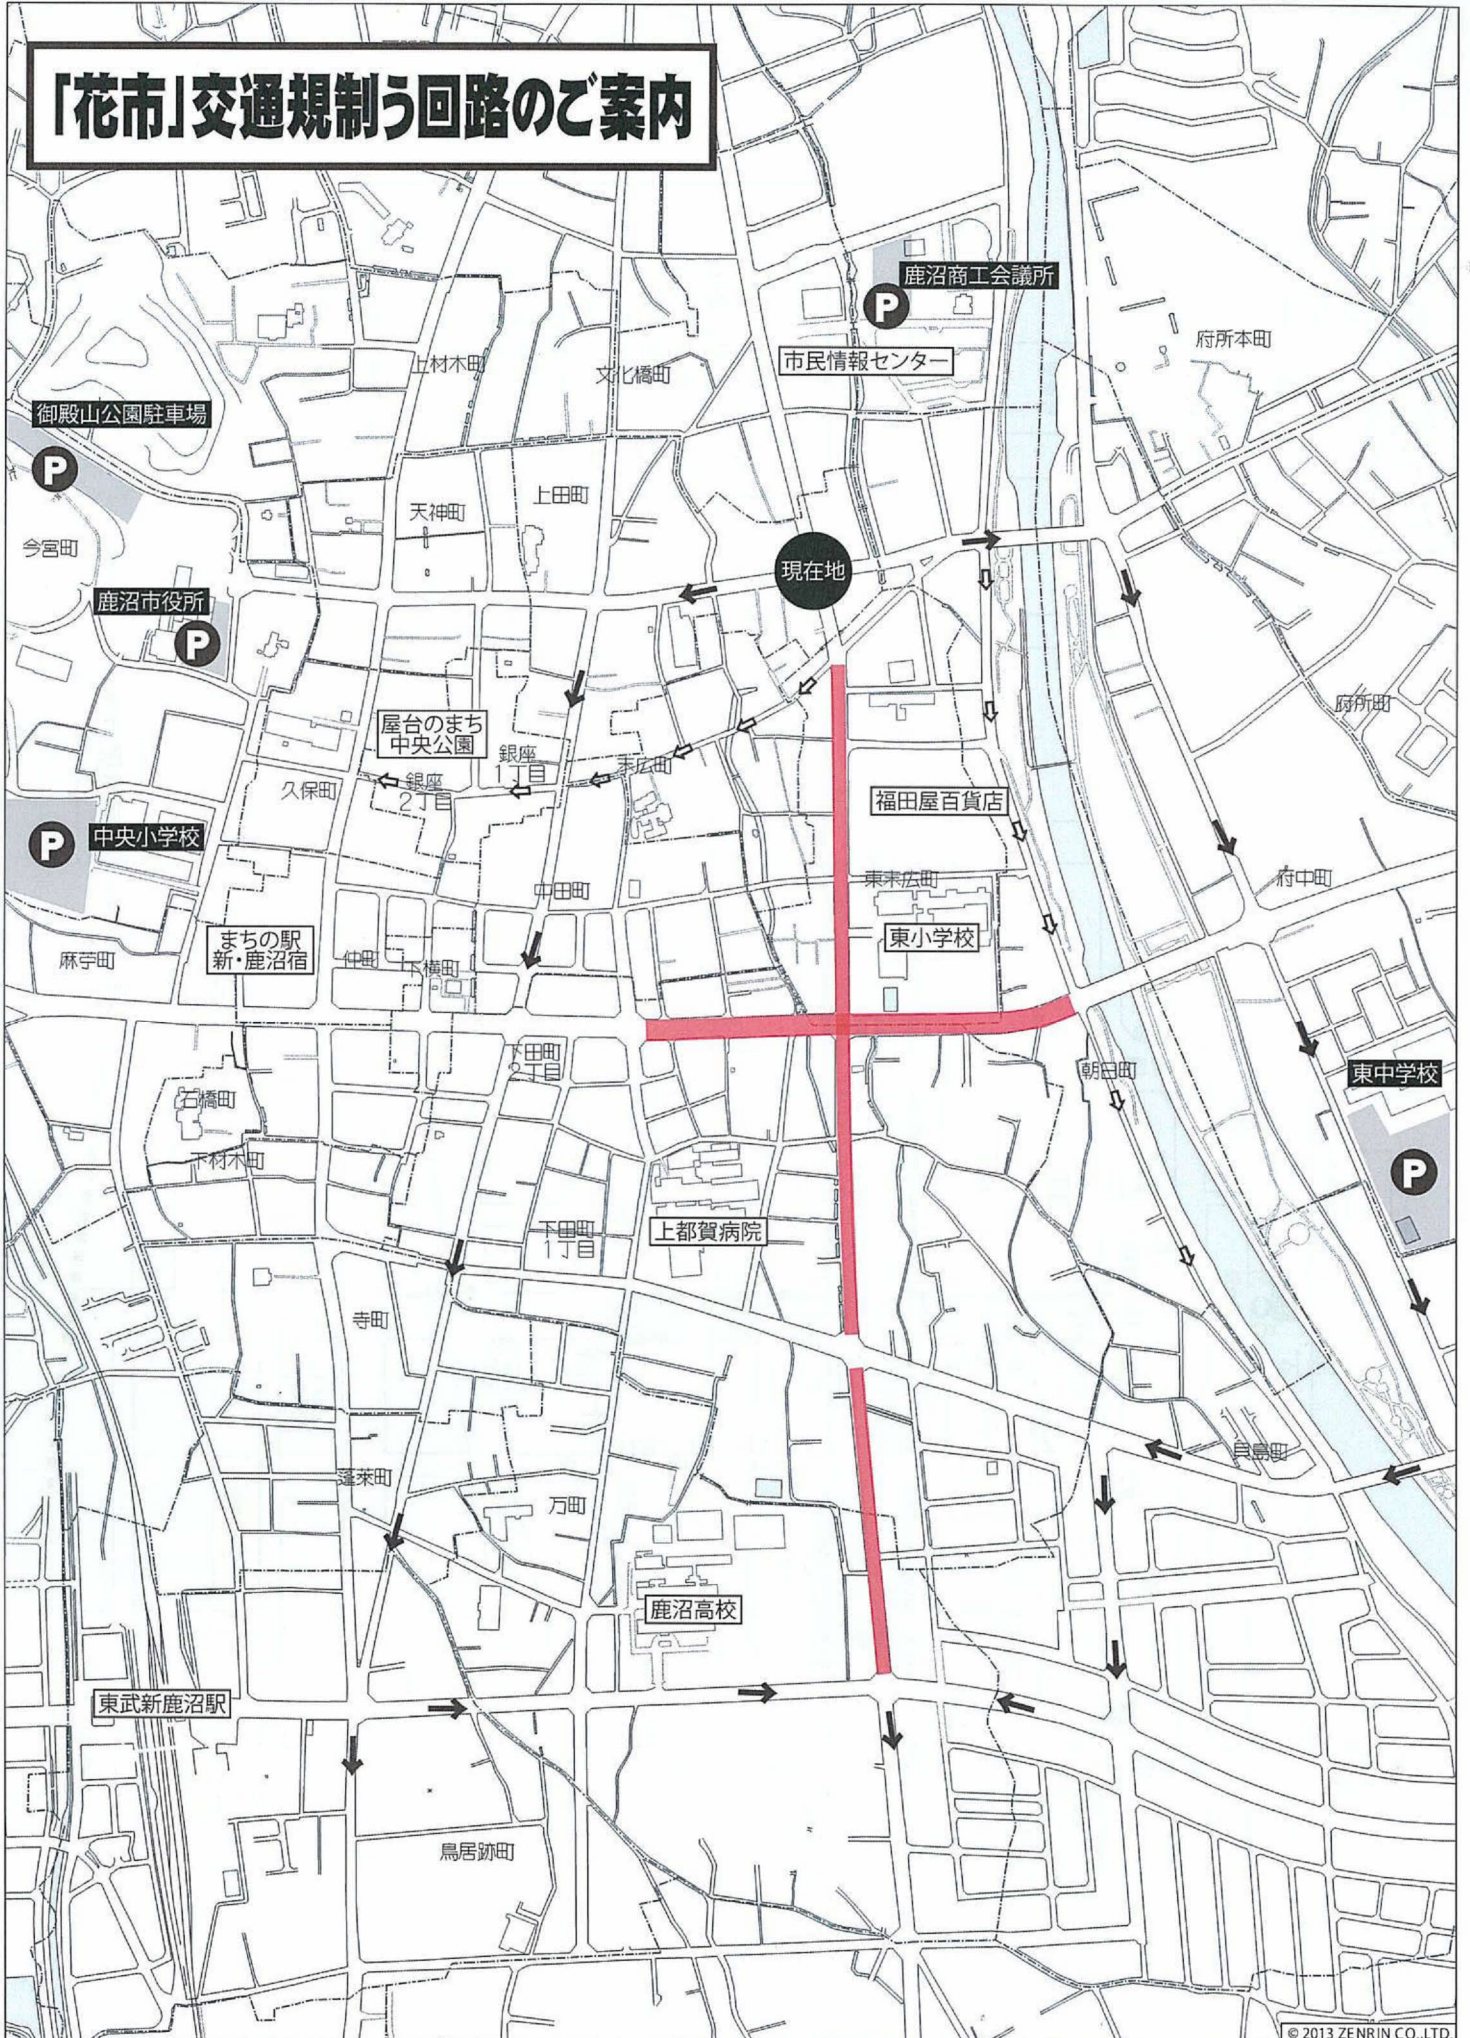 「花市」交通規制う回路のご案内
鹿沼商工会議所
P
市民情報センター
府所本町
上材木町
文化橋町
御殿山公園駐車場
P
上田町
天神町
今宮町
現在地
鹿沼市役所
P
府所町
屋台のまち
中央公園
銀座
1丁目
末広町
銀座
2丁目
久保町
福田屋百貨店
中央小学校
P
中田町
東末広町
府中町
東小学校
まちの駅
新・鹿沼宿
麻苧町
仲町
下横町
下田町
2丁目
朝日町
東中学校
P
石橋町
下材木町
下田町
1丁目
上都賀病院
寺町
貝島町
蓬莱町
万町
鹿沼高校
東武新鹿沼駅
鳥居跡町
© 2013 ZENRIN CO.,LTD